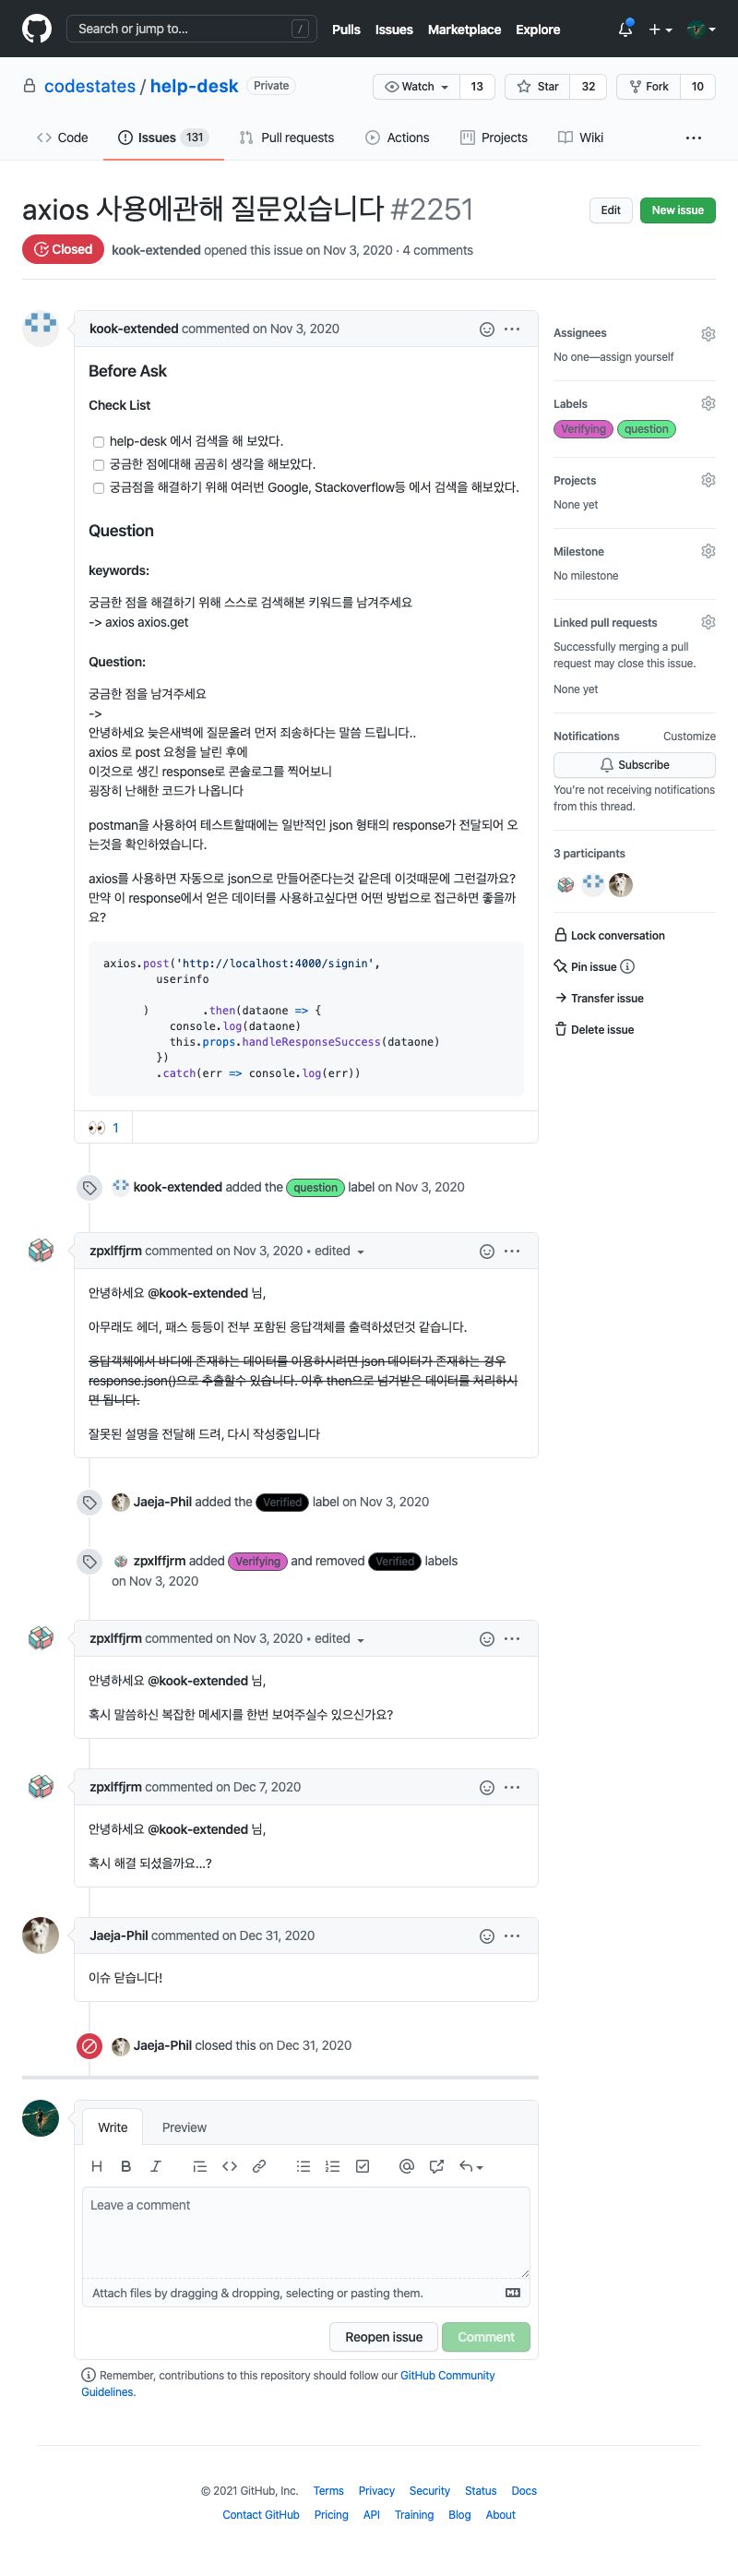 Search or jump to... /
Pulls Issues Marketplace Explore
codestates / help-desk Private
Watch 13 Star 32 Fork 10
Code Issues 131 Pull requests Actions Projects Wiki ...
axios 사용에관해 질문있습니다 #2251
Edit New issue
Closed kook-extended opened this issue on Nov 3, 2020 · 4 comments
kook-extended commented on Nov 3, 2020
Before Ask
Check List
help-desk 에서 검색을 해 보았다.
궁금한 점에대해 곰곰히 생각을 해보았다.
궁금점을 해결하기 위해 여러번 Google, Stackoverflow등 에서 검색을 해보았다.
Question
keywords:
궁금한 점을 해결하기 위해 스스로 검색해본 키워드를 남겨주세요
-> axios axios.get
Question:
궁금한 점을 남겨주세요
->
안녕하세요 늦은새벽에 질문올려 먼저 죄송하다는 말씀 드립니다..
axios 로 post 요청을 날린 후에
이것으로 생긴 response로 콘솔로그를 찍어보니
굉장히 난해한 코드가 나옵니다
postman을 사용하여 테스트할때에는 일반적인 json 형태의 response가 전달되어 오
는것을 확인하였습니다.
axios를 사용하면 자동으로 json으로 만들어준다는것 같은데 이것때문에 그런걸까요?
만약 이 response에서 얻은 데이터를 사용하고싶다면 어떤 방법으로 접근하면 좋을까
요?
axios.post('http://localhost:4000/signin',
userinfo
) .then(dataone => {
console.log(dataone)
this.props.handleResponseSuccess(dataone)
})
.catch(err => console.log(err))
👀 1
kook-extended added the question label on Nov 3, 2020
zpxlffjrm commented on Nov 3, 2020 • edited
안녕하세요 @kook-extended 님,
아무래도 헤더, 패스 등등이 전부 포함된 응답객체를 출력하셨던것 같습니다.
응답객체에서 바디에 존재하는 데이터를 이용하시려면 json 데이터가 존재하는 경우
response.json()으로 추출할수 있습니다. 이후 then으로 넘겨받은 데이터를 처리하시
면 됩니다.
잘못된 설명을 전달해 드려, 다시 작성중입니다
Jaeja-Phil added the Verified label on Nov 3, 2020
zpxlffjrm added Verifying and removed Verified labels
on Nov 3, 2020
zpxlffjrm commented on Nov 3, 2020 • edited
안녕하세요 @kook-extended 님,
혹시 말씀하신 복잡한 메세지를 한번 보여주실수 있으신가요?
zpxlffjrm commented on Dec 7, 2020
안녕하세요 @kook-extended 님,
혹시 해결 되셨을까요...?
Jaeja-Phil commented on Dec 31, 2020
이슈 닫습니다!
Jaeja-Phil closed this on Dec 31, 2020
Assignees
No one—assign yourself
Labels
Verifying question
Projects
None yet
Milestone
No milestone
Linked pull requests
Successfully merging a pull
request may close this issue.
None yet
Notifications Customize
Subscribe
You're not receiving notifications
from this thread.
3 participants
Lock conversation
Pin issue
Transfer issue
Delete issue
Write Preview
Leave a comment
Attach files by dragging & dropping, selecting or pasting them.
Reopen issue Comment
Remember, contributions to this repository should follow our GitHub Community
Guidelines.
© 2021 GitHub, Inc. Terms Privacy Security Status Docs
Contact GitHub Pricing API Training Blog About